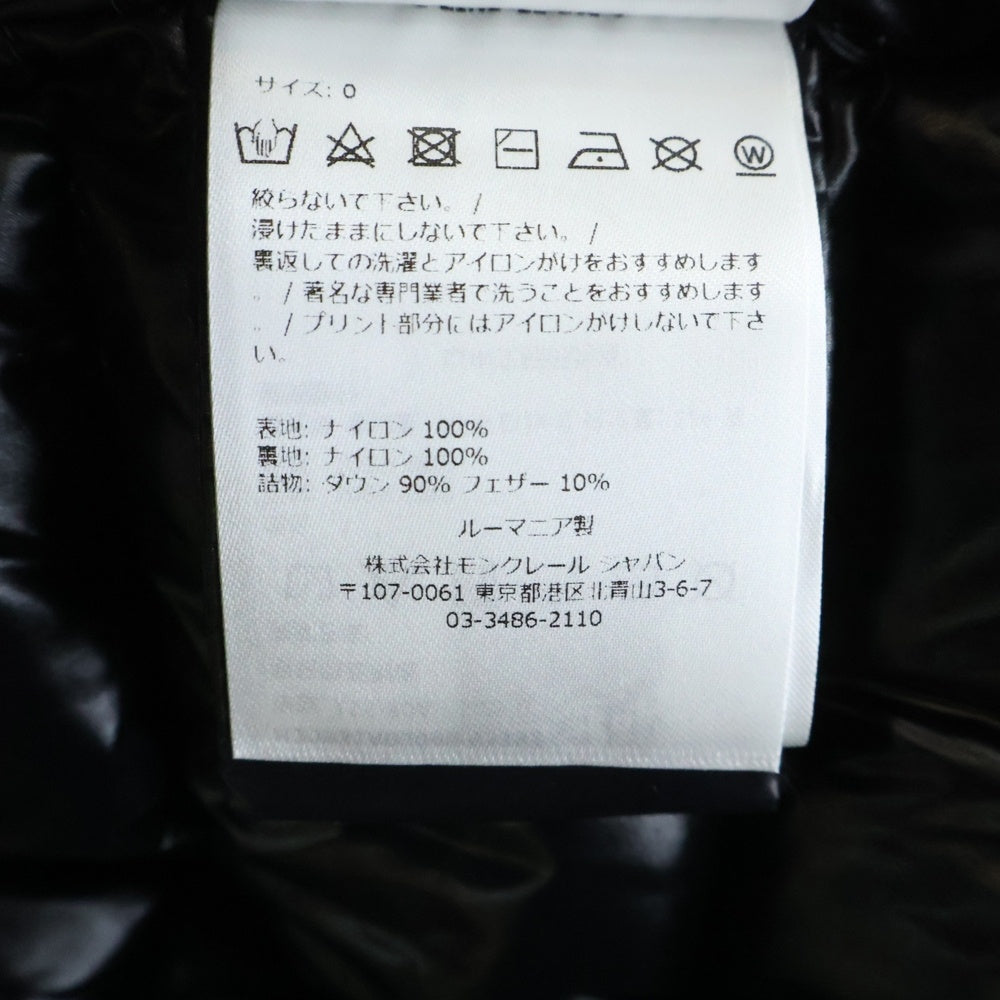 サイズ: 0
W
絞らないで下さい。 /
浸けたままにしないで下さい。 /
裏返しての洗濯とアイロンがけをおすすめします
。 / 著名な専門業者で洗うことをおすすめします
。 / プリント部分にはアイロンかけしないで下さ
い。
表地: ナイロン 100%
裏地: ナイロン 100%
詰物: ダウン 90% フェザー 10%
ルーマニア製
株式会社モンクレール ジャパン
〒107-0061 東京都港区北青山3-6-7
03-3486-2110